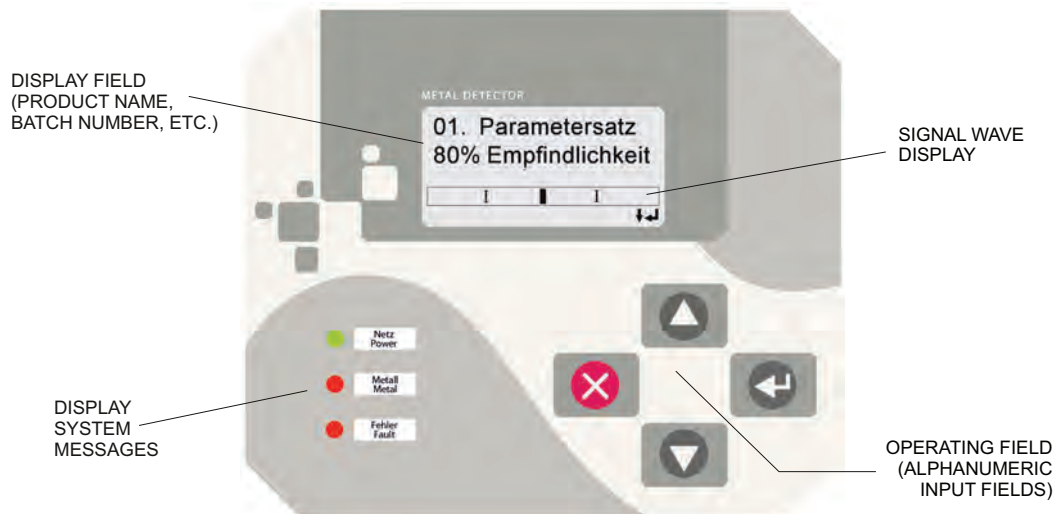 DISPLAY FIELD
(PRODUCT NAME,
BATCH NUMBER, ETC.)
METAL DETECTOR
01. Parametersatz
80% Empfindlichkeit
I I
SIGNAL WAVE
DISPLAY
Netz
Power
Metall
Metal
Fehler
Fault
DISPLAY
SYSTEM
MESSAGES
OPERATING FIELD
(ALPHANUMERIC
INPUT FIELDS)